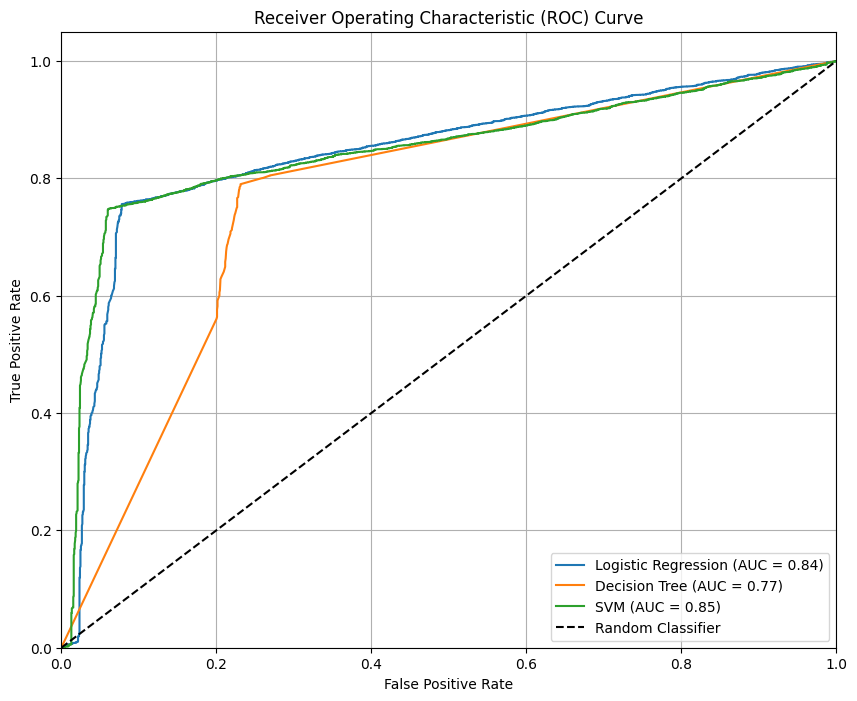 Receiver Operating Characteristic (ROC) Curve
True Positive Rate
1.0
0.8
0.6
0.4
0.2
0.0
Logistic Regression (AUC = 0.84)
Decision Tree (AUC = 0.77)
SVM (AUC = 0.85)
Random Classifier
0.0 0.2 0.4 0.6 0.8 1.0
False Positive Rate